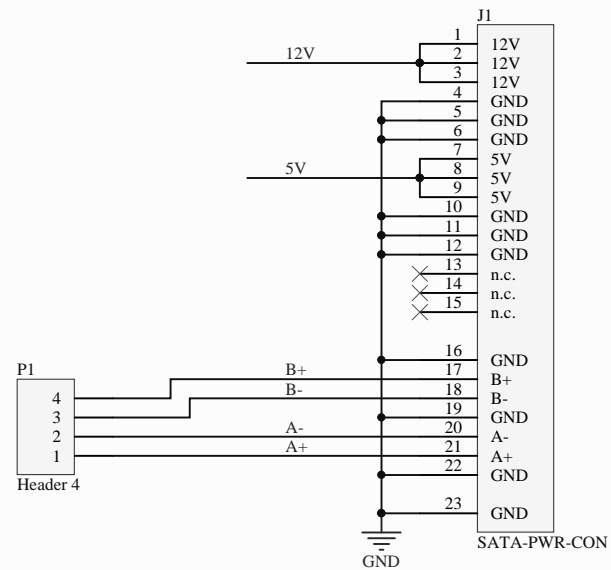 J1
1 12V
12V 2 12V
3 12V
4 GND
5 GND
6 GND
7 5V
5V 8 5V
9 5V
10 GND
11 GND
12 GND
13 n.c.
14 n.c.
15 n.c.
16 GND
P1 B+ 17 B+
4 B- 18 B-
3 19 GND
2 A- 20 A-
1 A+ 21 A+
Header 4 22 GND
23 GND
SATA-PWR-CON
GND